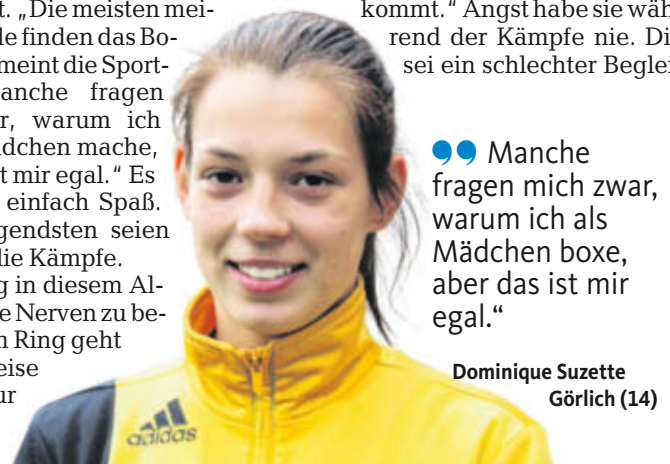 t. „Die meisten mei-
le finden das Bo-
meint die Sport-
anche fragen
r, warum ich
dchen mache,
t mir egal.“ Es
einfach Spaß.
gendsten seien
die Kämpfe.
g in diesem Al-
e Nerven zu be-
n Ring geht
eise
ur
adidas
kommt.“ Angst habe sie wäh-
rend der Kämpfe nie. Di
sei ein schlechter Beglei
Manche
fragen mich zwar,
warum ich als
Mädchen boxe,
aber das ist mir
egal.“
Dominique Suzette
Görlich (14)